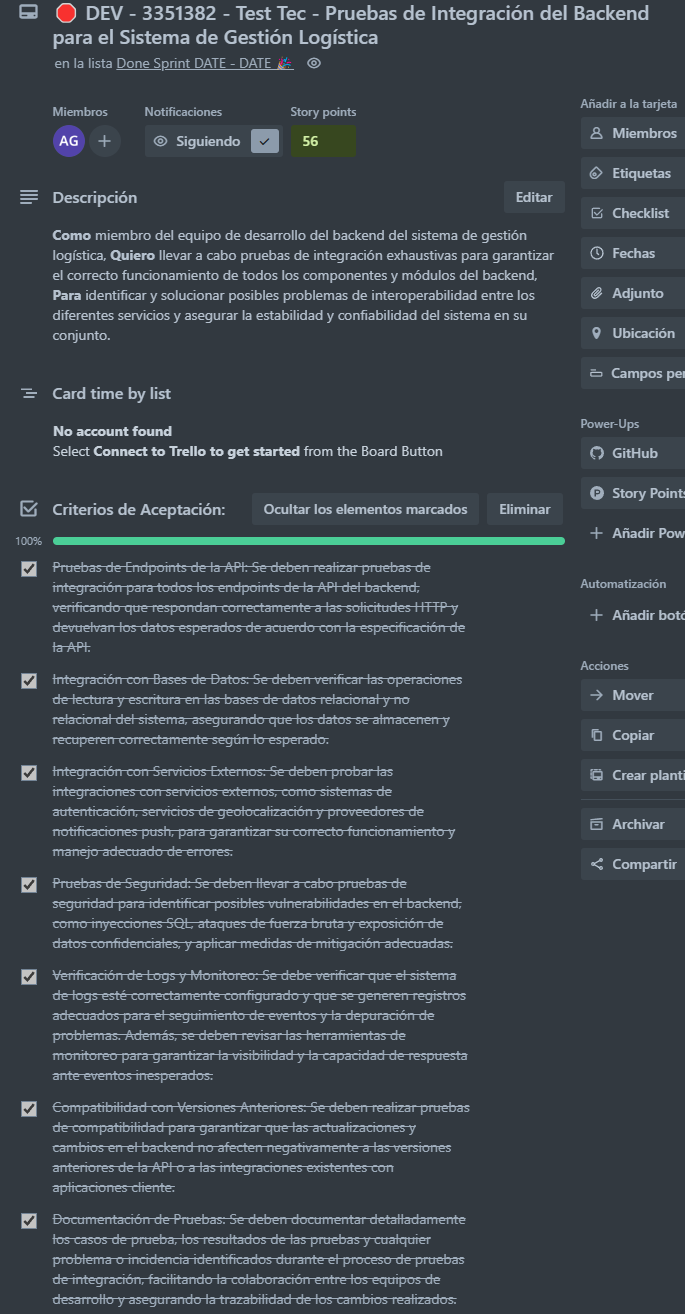 🛑 DEV - 3351382 - Test Tec - Pruebas de Integración del Backend
para el Sistema de Gestión Logística
en la lista Done Sprint DATE - DATE 🎉
Miembros
Notificaciones
Story points
AG
Siguiendo
56
Descripción
Editar
Como miembro del equipo de desarrollo del backend del sistema de gestión
logística, Quiero llevar a cabo pruebas de integración exhaustivas para garantizar
el correcto funcionamiento de todos los componentes y módulos del backend,
Para identificar y solucionar posibles problemas de interoperabilidad entre los
diferentes servicios y asegurar la estabilidad y confiabilidad del sistema en su
conjunto.
Card time by list
No account found
Select Connect to Trello to get started from the Board Button
Criterios de Aceptación:
Ocultar los elementos marcados
Eliminar
100%
Pruebas de Endpoints de la API: Se deben realizar pruebas de
integración para todos los endpoints de la API del backend,
verificando que respondan correctamente a las solicitudes HTTP y
devuelvan los datos esperados de acuerdo con la especificación de
la API.
Integración con Bases de Datos: Se deben verificar las operaciones
de lectura y escritura en las bases de datos relacional y no
relacional del sistema, asegurando que los datos se almacenen y
recuperen correctamente según lo esperado.
Integración con Servicios Externos: Se deben probar las
integraciones con servicios externos, como sistemas de
autenticación, servicios de geolocalización y proveedores de
notificaciones push, para garantizar su correcto funcionamiento y
manejo adecuado de errores.
Pruebas de Seguridad: Se deben llevar a cabo pruebas de
seguridad para identificar posibles vulnerabilidades en el backend,
como inyecciones SQL, ataques de fuerza bruta y exposición de
datos confidenciales, y aplicar medidas de mitigación adecuadas.
Verificación de Logs y Monitoreo: Se debe verificar que el sistema
de logs esté correctamente configurado y que se generen registros
adecuados para el seguimiento de eventos y la depuración de
problemas. Además, se deben revisar las herramientas de
monitoreo para garantizar la visibilidad y la capacidad de respuesta
ante eventos inesperados.
Compatibilidad con Versiones Anteriores: Se deben realizar pruebas
de compatibilidad para garantizar que las actualizaciones y
cambios en el backend no afecten negativamente a las versiones
anteriores de la API o a las integraciones existentes con
aplicaciones cliente.
Documentación de Pruebas: Se deben documentar detalladamente
los casos de prueba, los resultados de las pruebas y cualquier
problema o incidencia identificados durante el proceso de pruebas
de integración, facilitando la colaboración entre los equipos de
desarrollo y asegurando la trazabilidad de los cambios realizados.
Añadir a la tarjeta
Miembros
Etiquetas
Checklist
Fechas
Adjunto
Ubicación
Campos per
Power-Ups
GitHub
Story Points
Añadir Pow
Automatización
Añadir botó
Acciones
Mover
Copiar
Crear planti
Archivar
Compartir